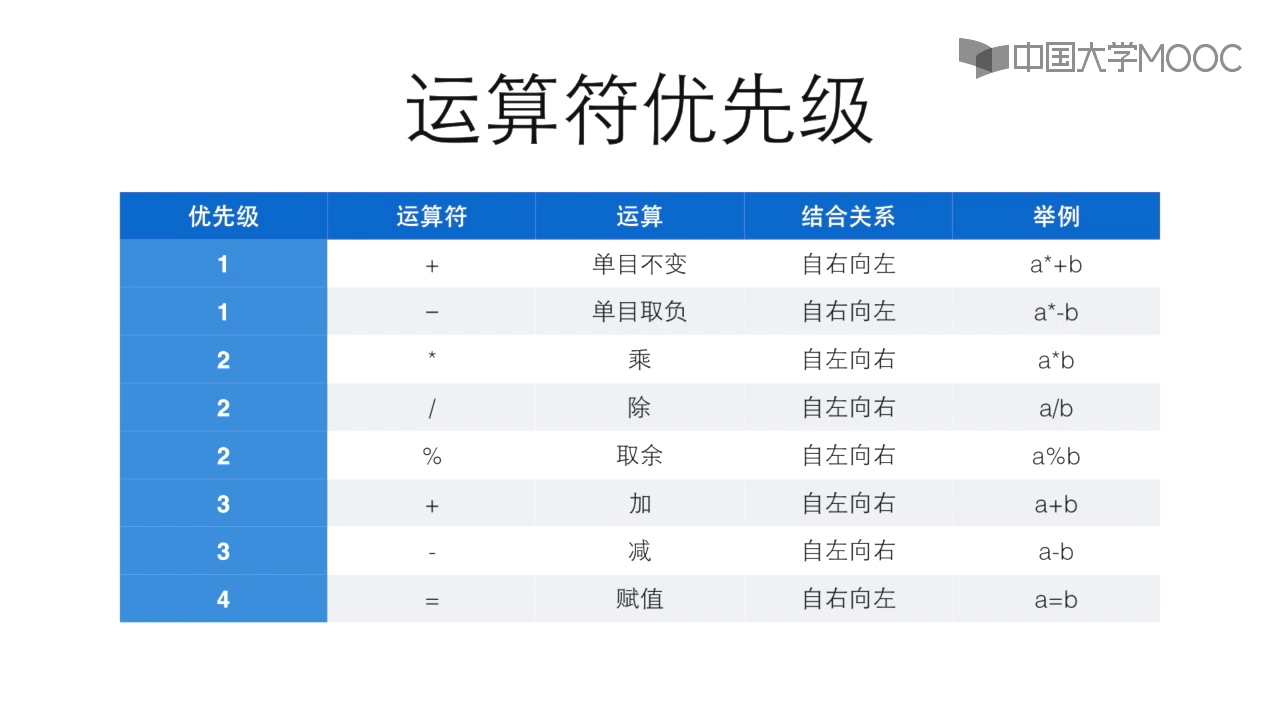 中国大学MOOC
运算符优先级
优先级 运算符 运算 结合关系 举例
1 + 单目不变 自右向左 a*+b
1 − 单目取负 自右向左 a*-b
2 * 乘 自左向右 a*b
2 / 除 自左向右 a/b
2 % 取余 自左向右 a%b
3 + 加 自左向右 a+b
3 - 减 自左向右 a-b
4 = 赋值 自右向左 a=b